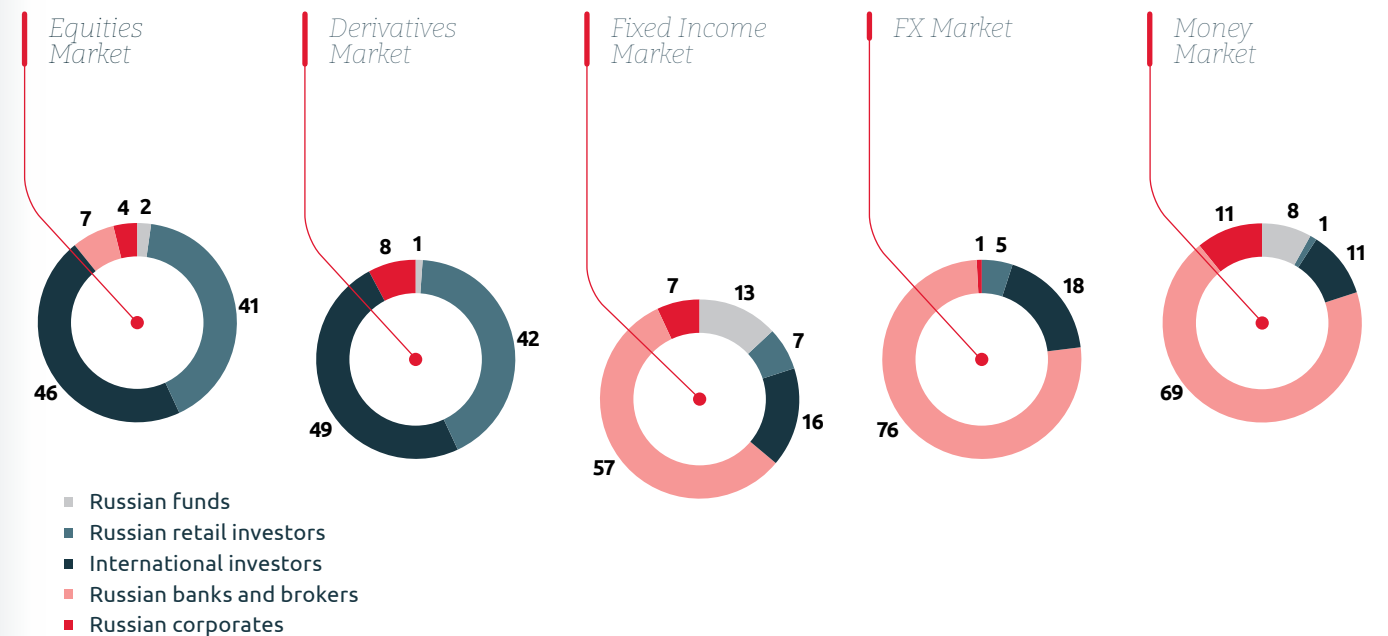 Equities
Market
Derivatives
Market
Fixed Income
Market
FX Market
Money
Market
7
4
2
41
46
8
1
42
49
7
13
7
16
57
1
5
18
76
11
8
1
11
69
Russian funds
Russian retail investors
International investors
Russian banks and brokers
Russian corporates